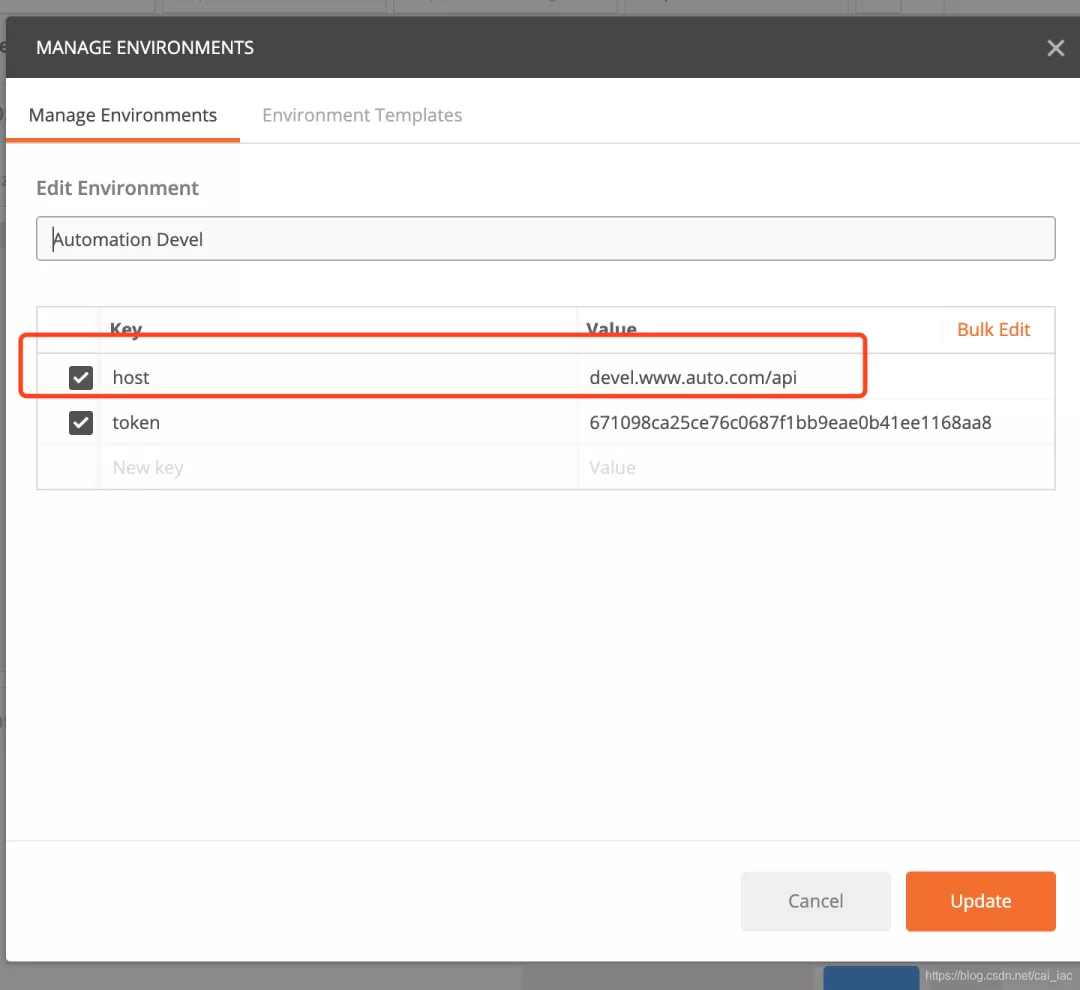 MANAGE ENVIRONMENTS
Manage Environments Environment Templates
Edit Environment
Automation Devel
Key Value Bulk Edit
host devel.www.auto.com/api
token 671098ca25ce76c0687f1bb9eae0b41ee1168aa8
New key Value
Cancel Update
https://blog.csdn.net/cai_iac